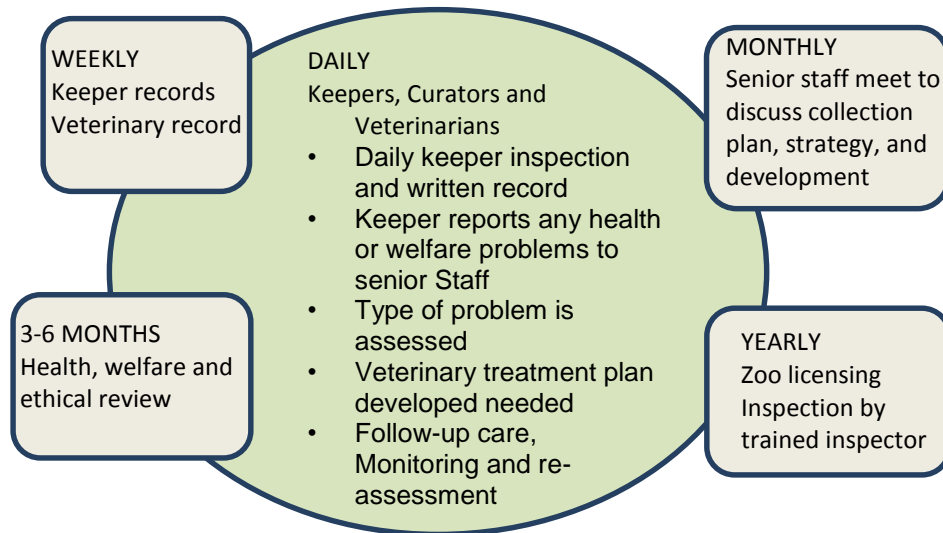 WEEKLY
Keeper records
Veterinary record
DAILY
Keepers, Curators and
Veterinarians
• Daily keeper inspection
and written record
• Keeper reports any health
or welfare problems to
senior Staff
• Type of problem is
assessed
• Veterinary treatment plan
developed needed
• Follow-up care,
Monitoring and re-
assessment
MONTHLY
Senior staff meet to
discuss collection
plan, strategy, and
development
3-6 MONTHS
Health, welfare and
ethical review
YEARLY
Zoo licensing
Inspection by
trained inspector